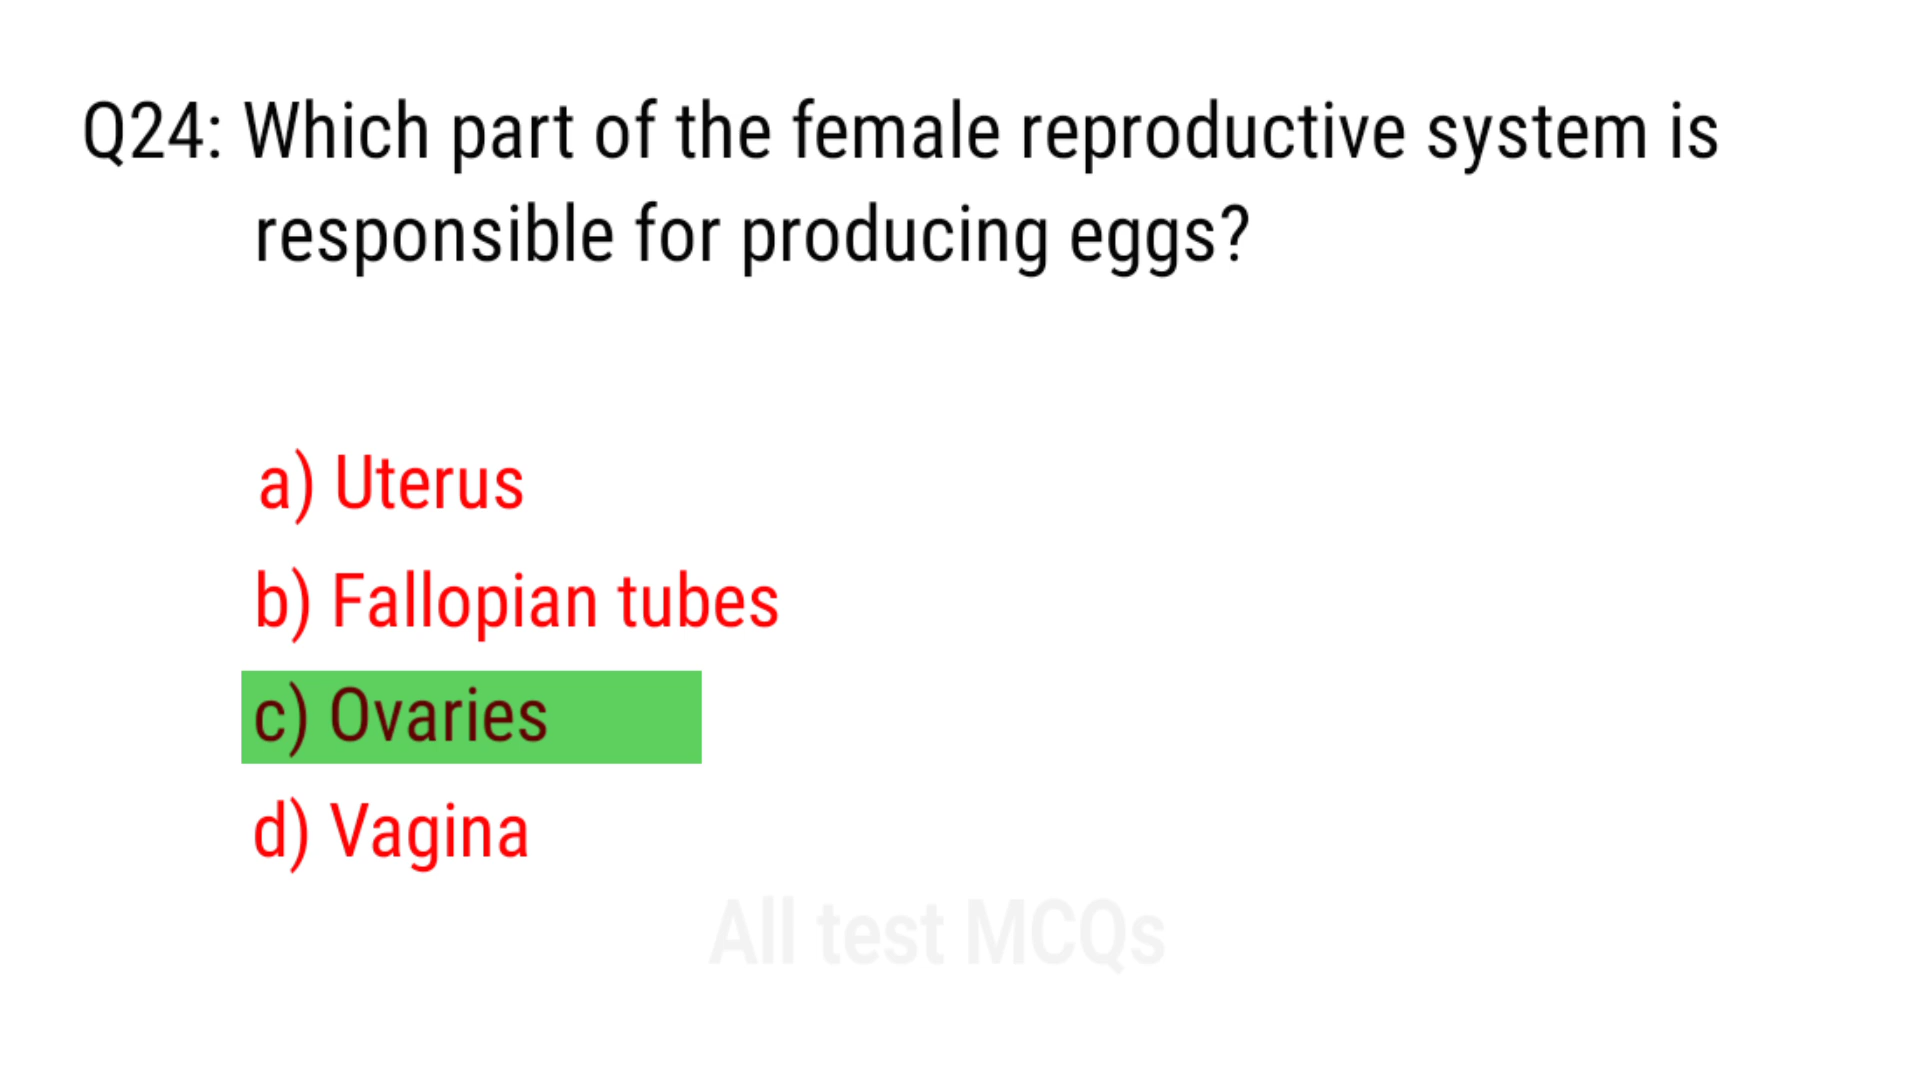 Q24: Which part of the female reproductive system is
responsible for producing eggs?
a) Uterus
b) Fallopian tubes
c) Ovaries
d) Vagina
All test MCQs